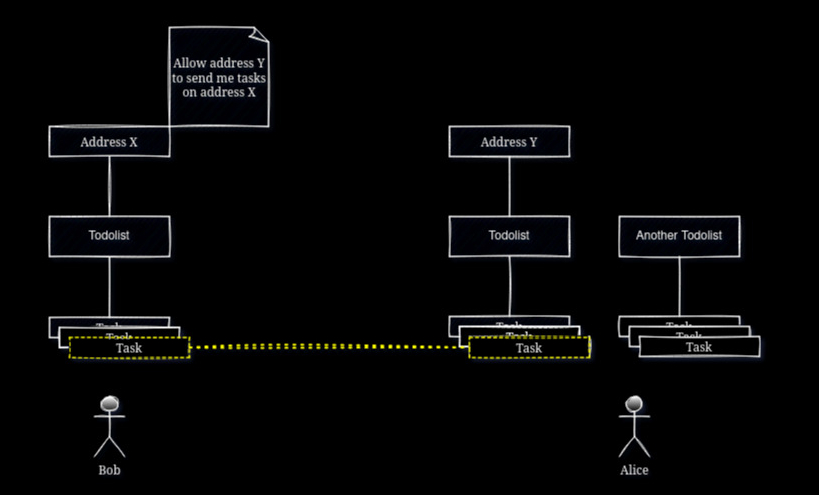 Allow address Y
to send me tasks
on address X
Address X
Address Y
Todolist
Todolist
Another Todolist
Task
Task
Task
Task
Task
Task
Task
Task
Task
Bob
Alice